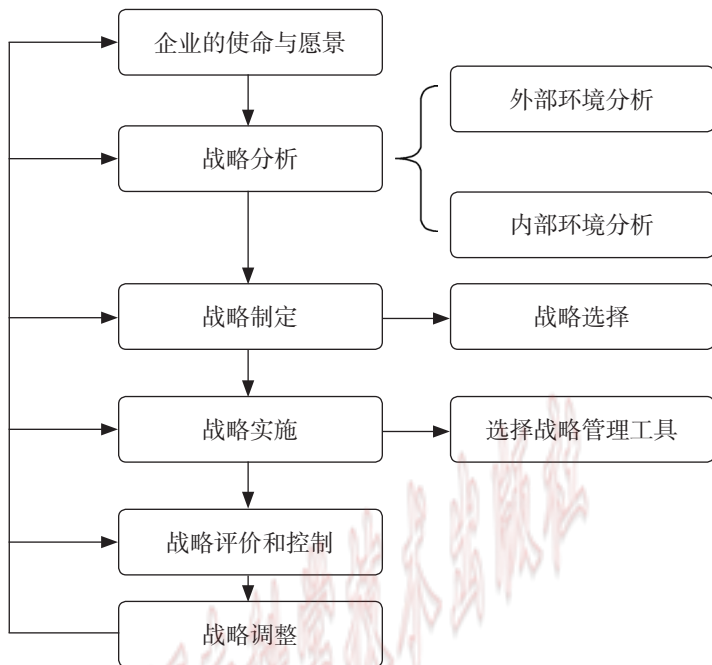 企业的使命与愿景
外部环境分析
战略分析
内部环境分析
战略制定
战略选择
战略实施
选择战略管理工具
战略评价和控制
战略调整